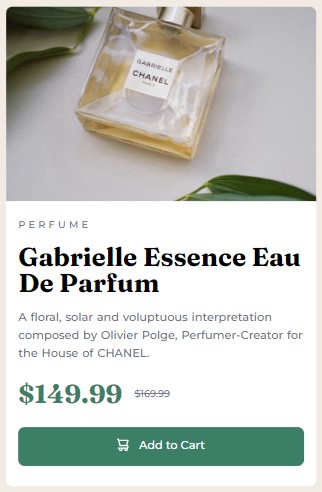 GABRIELLE
CHANEL
PARIS
PERFUME
Gabrielle Essence Eau
De Parfum
A floral, solar and voluptuous interpretation
composed by Olivier Polge, Perfumer-Creator for
the House of CHANEL.
$149.99 $169.99
Add to Cart